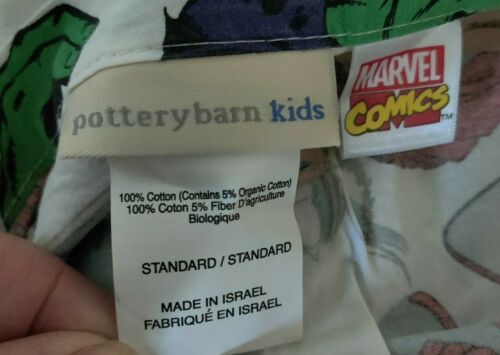 potterybarn kids
MARVEL
COMICS TM
100% Cotton (Contains 5% Organic Cotton)
100% Coton 5% Fiber D'agriculture
Biologique
STANDARD / STANDARD
MADE IN ISRAEL
FABRIQUÉ EN ISRAEL